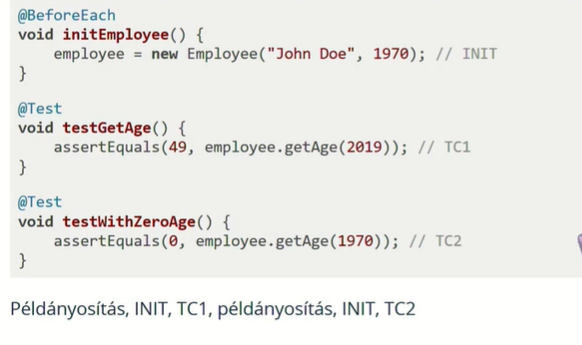 @BeforeEach
void initEmployee() {
    employee = new Employee("John Doe", 1970); // INIT
}
@Test
void testGetAge() {
    assertEquals(49, employee.getAge(2019)); // TC1
}
@Test
void testWithZeroAge() {
    assertEquals(0, employee.getAge(1970)); // TC2
}
Példányosítás, INIT, TC1, példányosítás, INIT, TC2